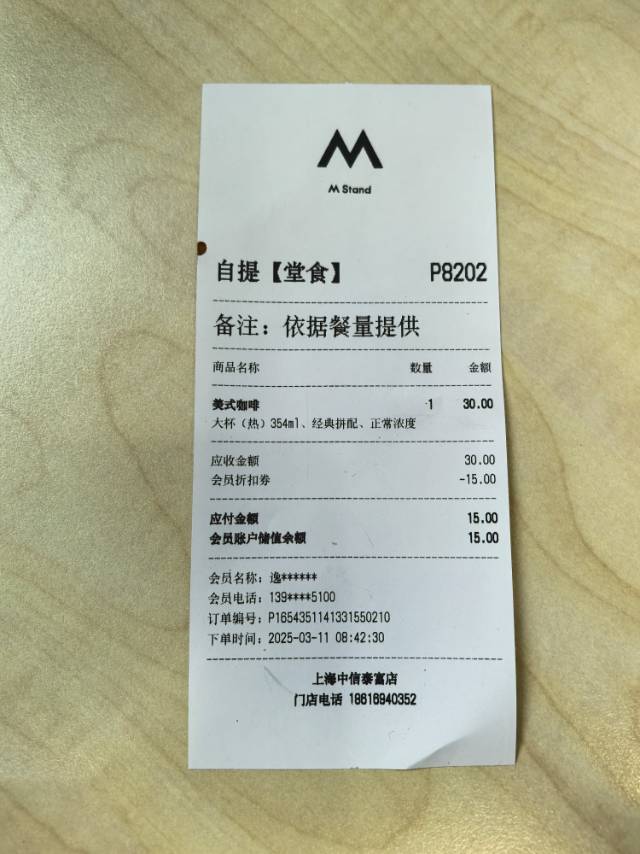 M Stand
自提【堂食】 P8202
备注：依据餐量提供
商品名称 数量 金额
美式咖啡 1 30.00
大杯（热）354ml、经典拼配、正常浓度
应收金额 30.00
会员折扣券 -15.00
应付金额 15.00
会员账户储值余额 15.00
会员名称：逸******
会员电话：139****5100
订单编号：P1654351141331550210
下单时间：2025-03-11 08:42:30
上海中信泰富店
门店电话 18616940352